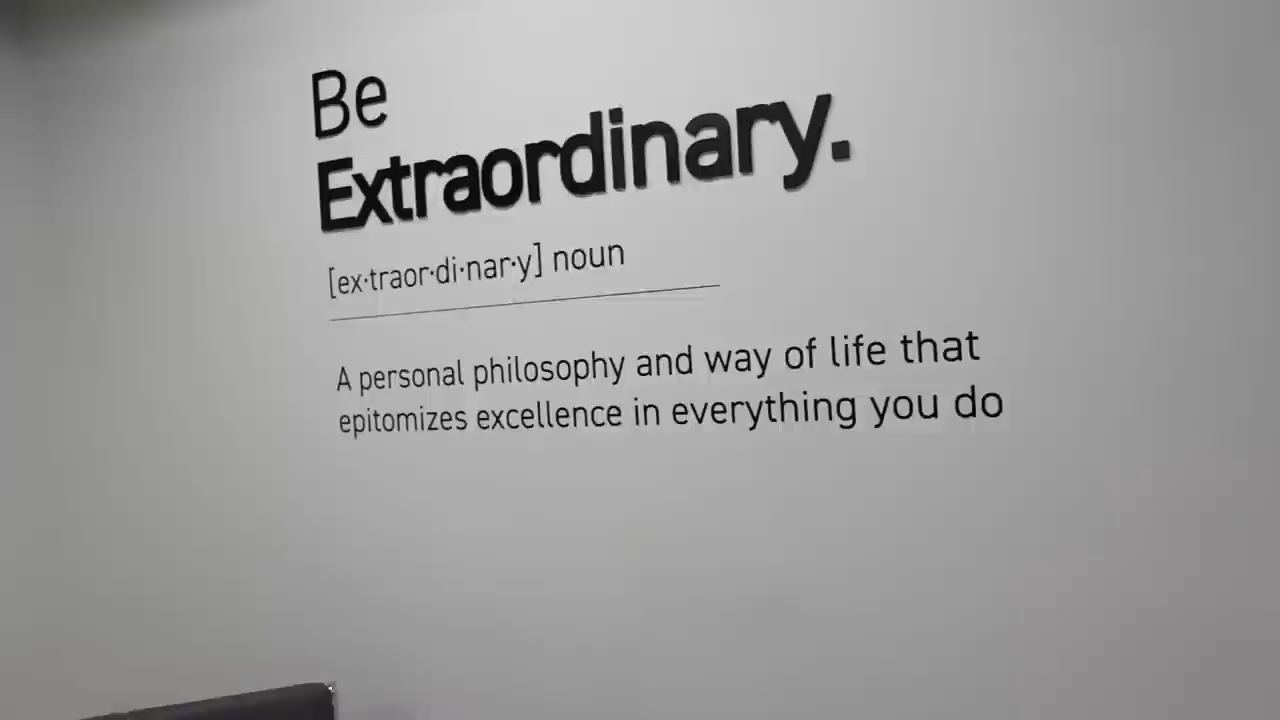 Be
Extraordinary.
[ex·traor·di·nar·y] noun
A personal philosophy and way of life that
epitomizes excellence in everything you do